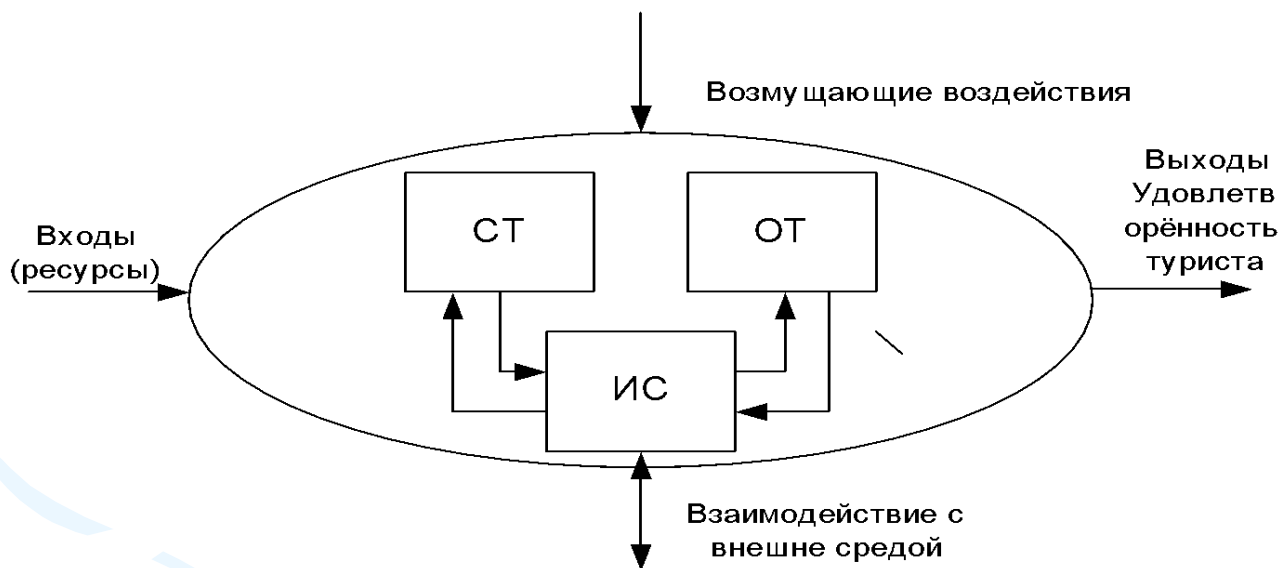 Возмущающие воздействия
Выходы
Удовлетв
орённость
туриста
Входы
(ресурсы)
СТ
ОТ
ИС
Взаимодействие с
внешне средой